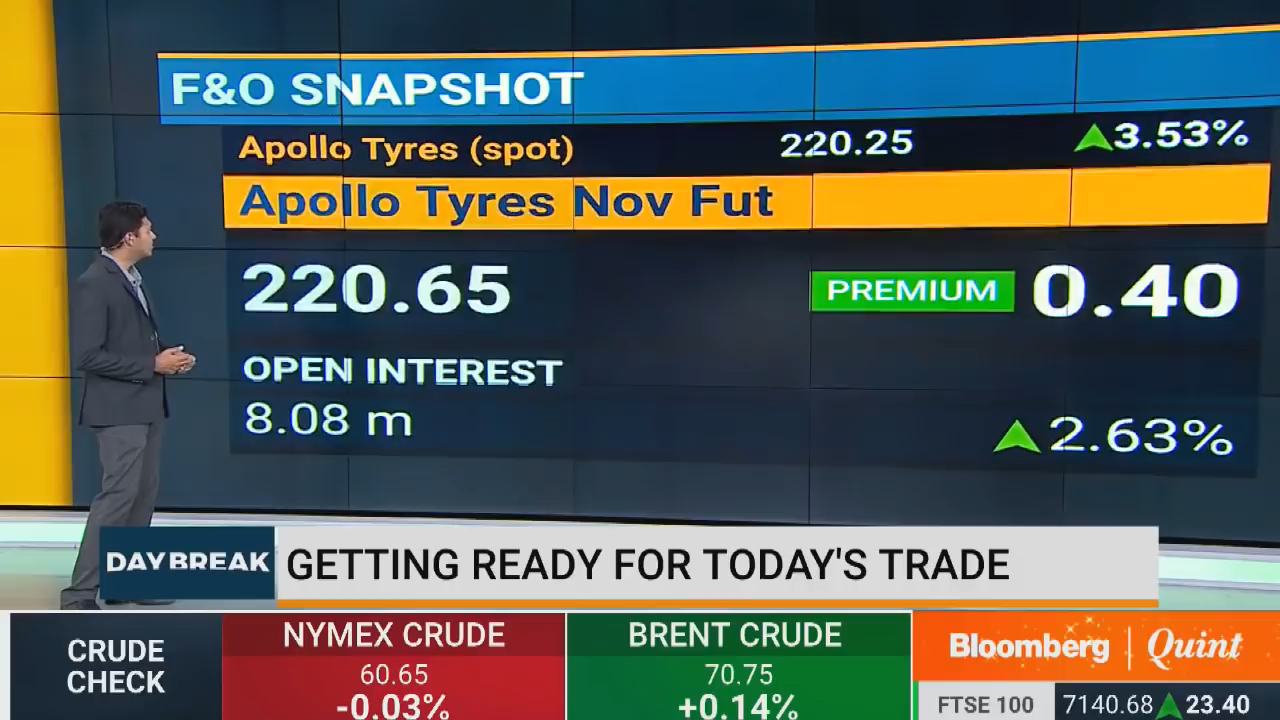 F&O SNAPSHOT
Apollo Tyres (spot) 220.25 ▲3.53%
Apollo Tyres Nov Fut
220.65 PREMIUM 0.40
OPEN INTEREST
8.08 m ▲2.63%
DAYBREAK GETTING READY FOR TODAY'S TRADE
CRUDE CHECK
NYMEX CRUDE
60.65
-0.03%
BRENT CRUDE
70.75
+0.14%
Bloomberg | Quint
FTSE 100 7140.68 ▲ 23.40